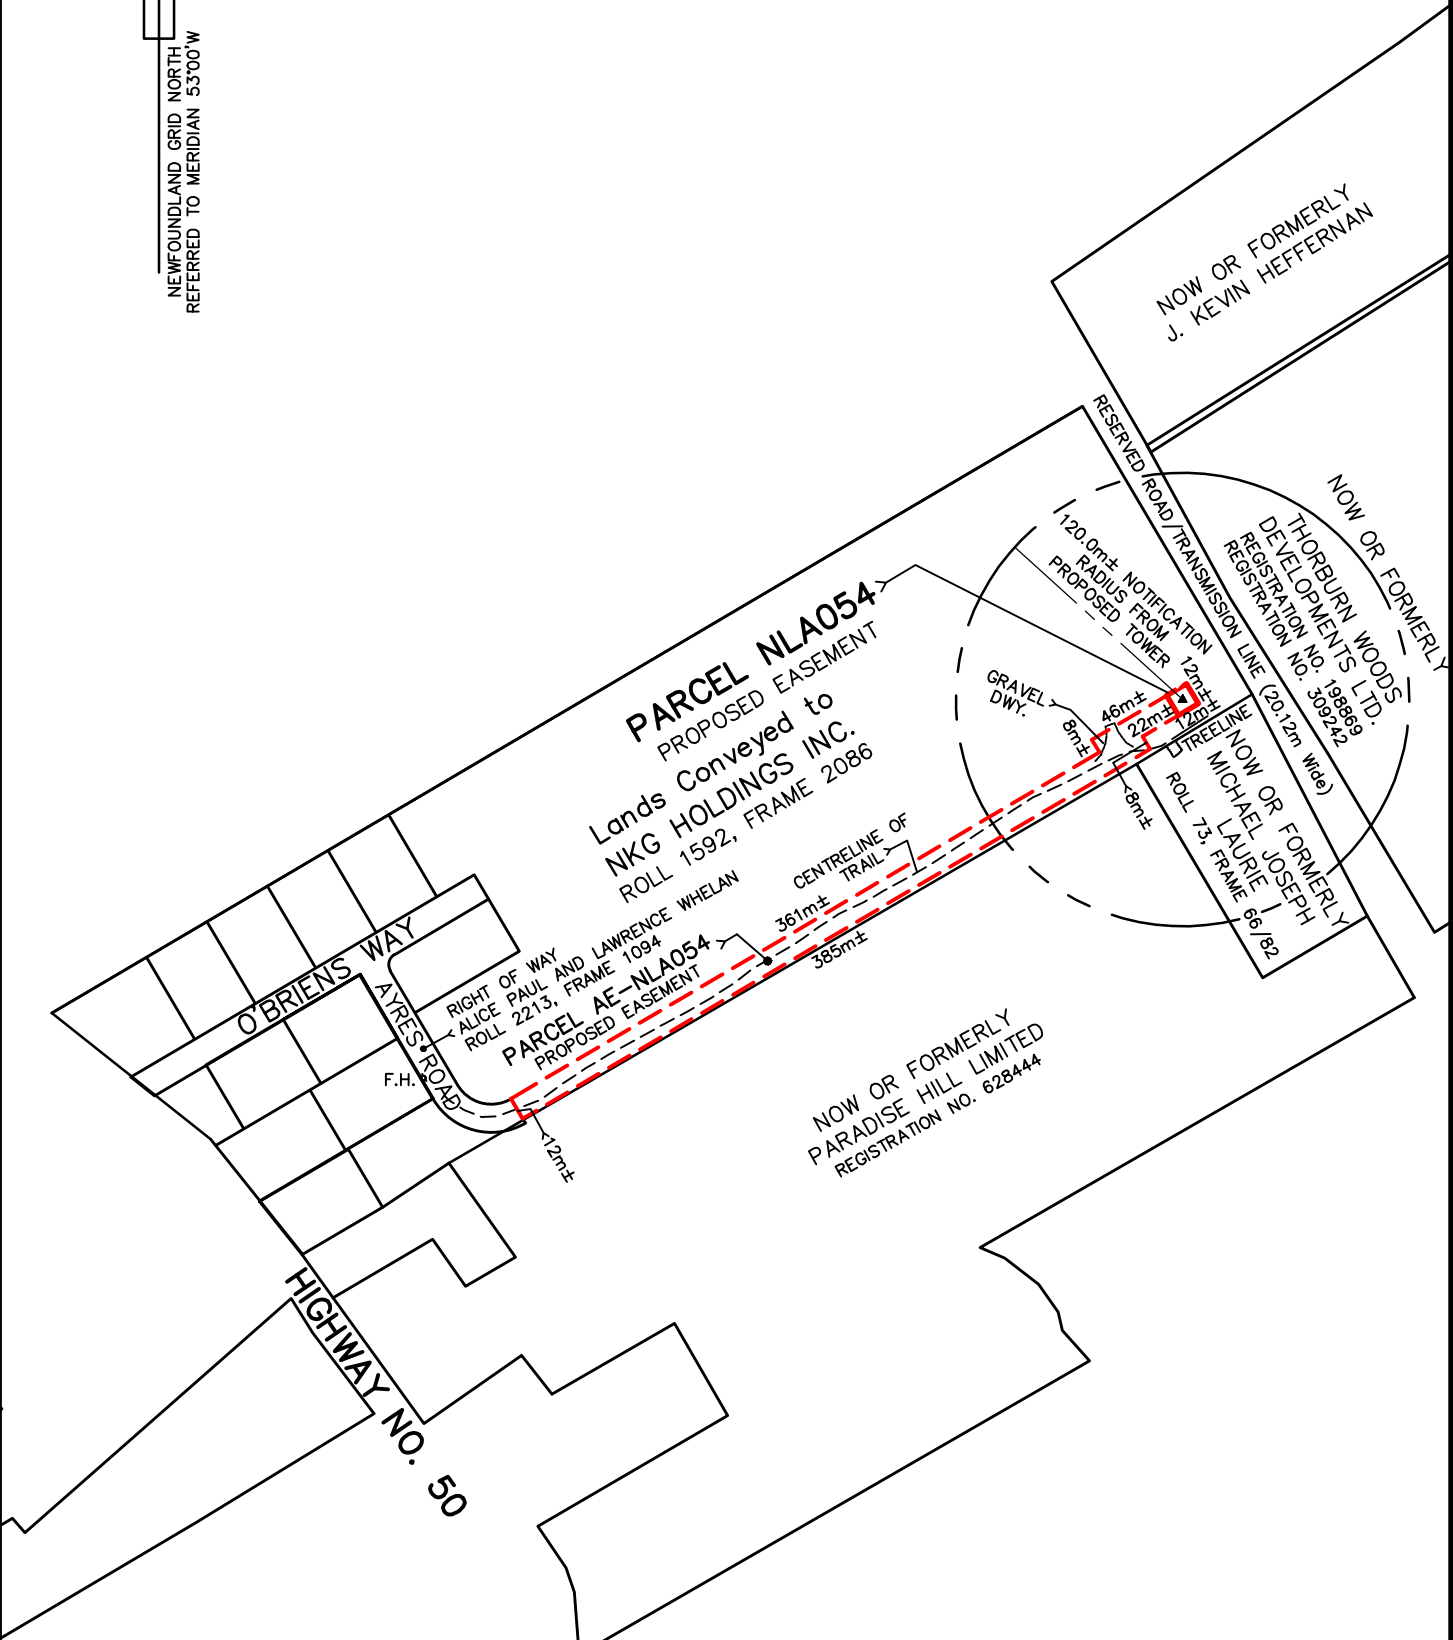 NEWFOUNDLAND GRID NORTH
REFERRED TO MERIDIAN 53°00'W
NOW OR FORMERLY
J. KEVIN HEFFERNAN
RESERVED ROAD/TRANSMISSION LINE (20.12m Wide)
NOW OR FORMERLY
THORBURN WOODS
DEVELOPMENTS LTD.
REGISTRATION NO. 198869
REGISTRATION NO. 309242
120.0m± NOTIFICATION
RADIUS FROM
PROPOSED TOWER
PARCEL NLA054
PROPOSED EASEMENT
Lands Conveyed to
NKG HOLDINGS INC.
ROLL 1592, FRAME 2086
GRAVEL
DWY.
12m±
46m±
22m±
12m±
8m±
8m±
TREELINE
NOW OR FORMERLY
MICHAEL JOSEPH
LAURIE
ROLL 73, FRAME 66/82
CENTRELINE OF
TRAIL
361m±
385m±
RIGHT OF WAY
ALICE PAUL AND LAWRENCE WHELAN
ROLL 2213, FRAME 1094
PARCEL AE-NLA054
PROPOSED EASEMENT
O'BRIENS WAY
AYRES ROAD
F.H.
12m±
NOW OR FORMERLY
PARADISE HILL LIMITED
REGISTRATION NO. 628444
HIGHWAY NO. 50